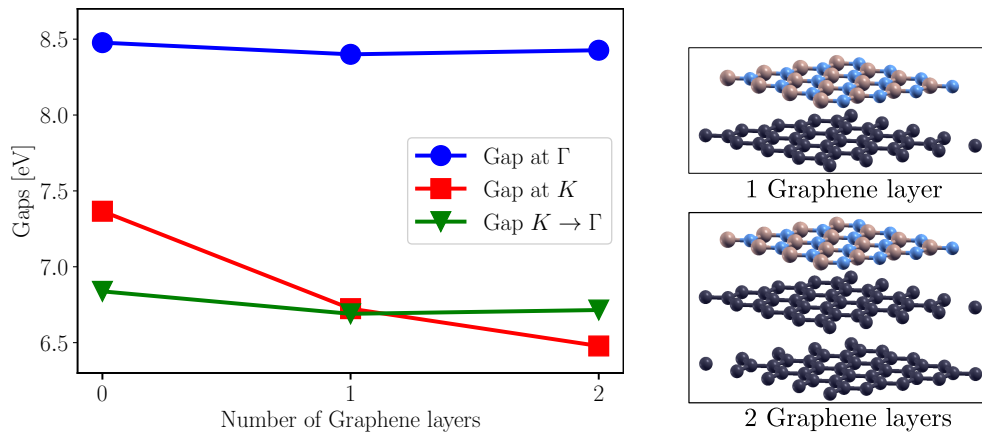 8.5
8.0
7.5
7.0
6.5
Gaps [eV]
Gap at Γ
Gap at K
Gap K → Γ
0
1
2
Number of Graphene layers
1 Graphene layer
2 Graphene layers